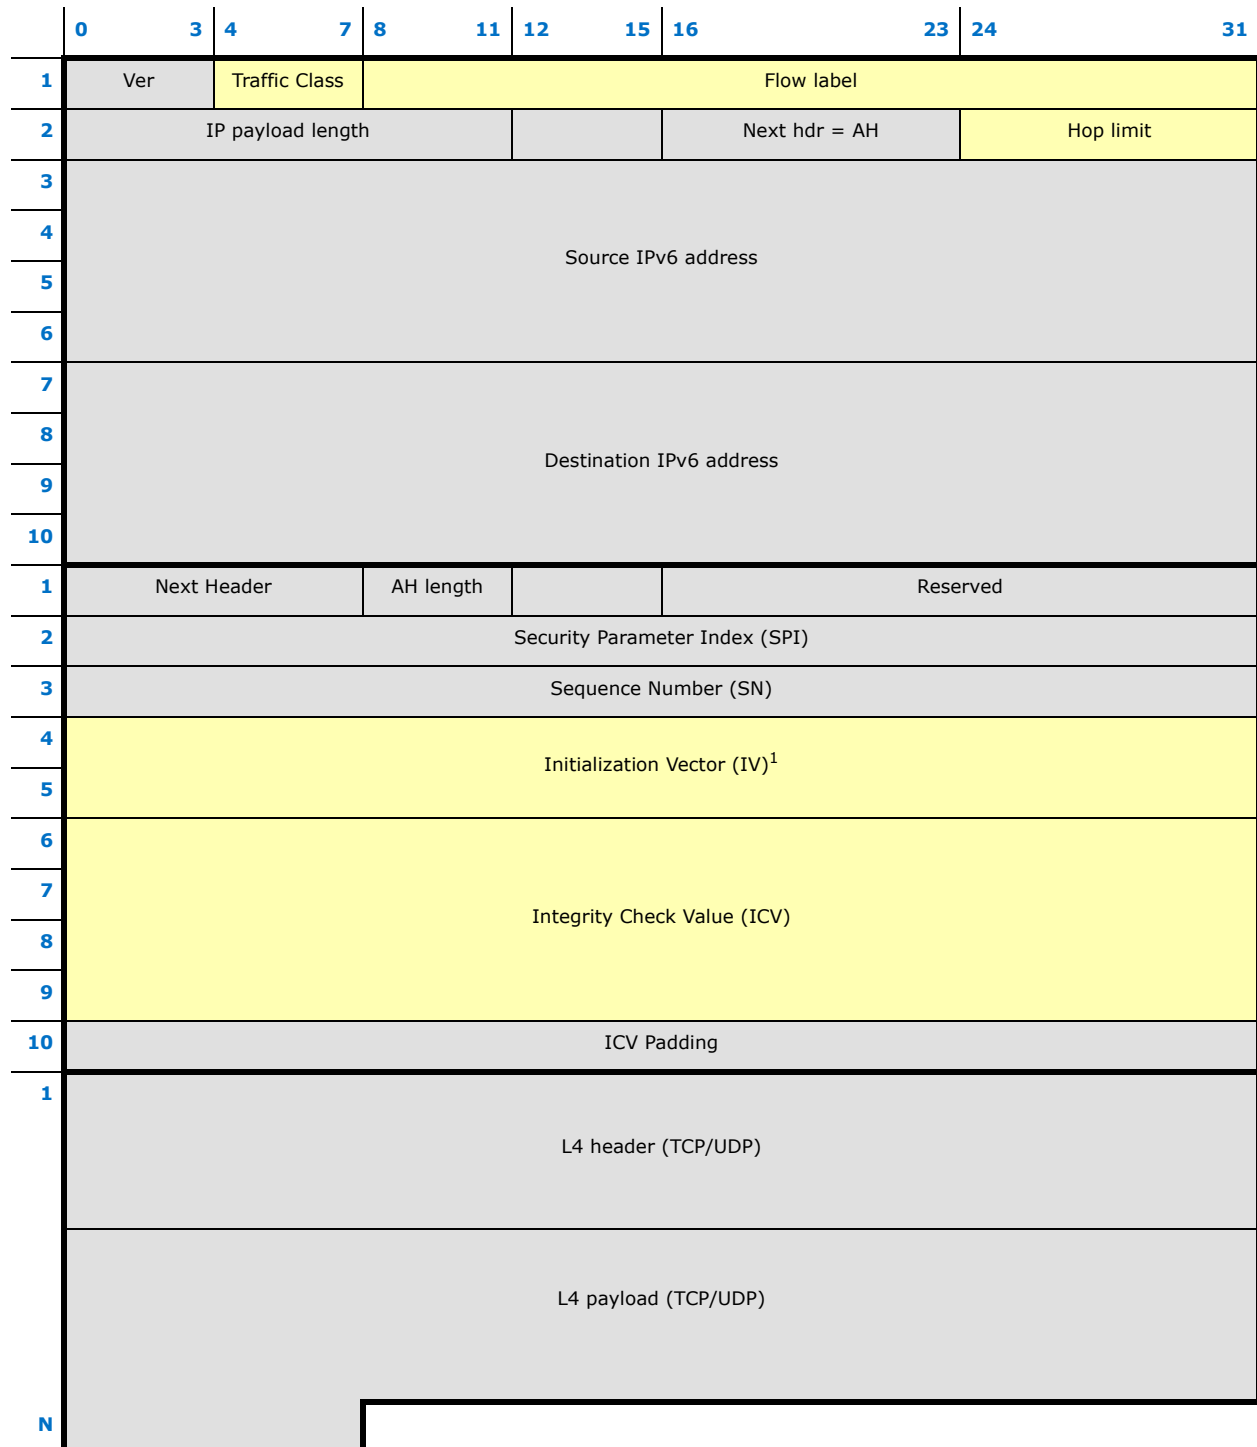 0 3 4 7 8 11 12 15 16 23 24 31
1 Ver Traffic Class Flow label
2 IP payload length Next hdr = AH Hop limit
3
4
Source IPv6 address
5
6
7
8
Destination IPv6 address
9
10
1 Next Header AH length Reserved
2 Security Parameter Index (SPI)
3 Sequence Number (SN)
4
Initialization Vector (IV)1
5
6
7
Integrity Check Value (ICV)
8
9
10 ICV Padding
1
L4 header (TCP/UDP)
L4 payload (TCP/UDP)
N